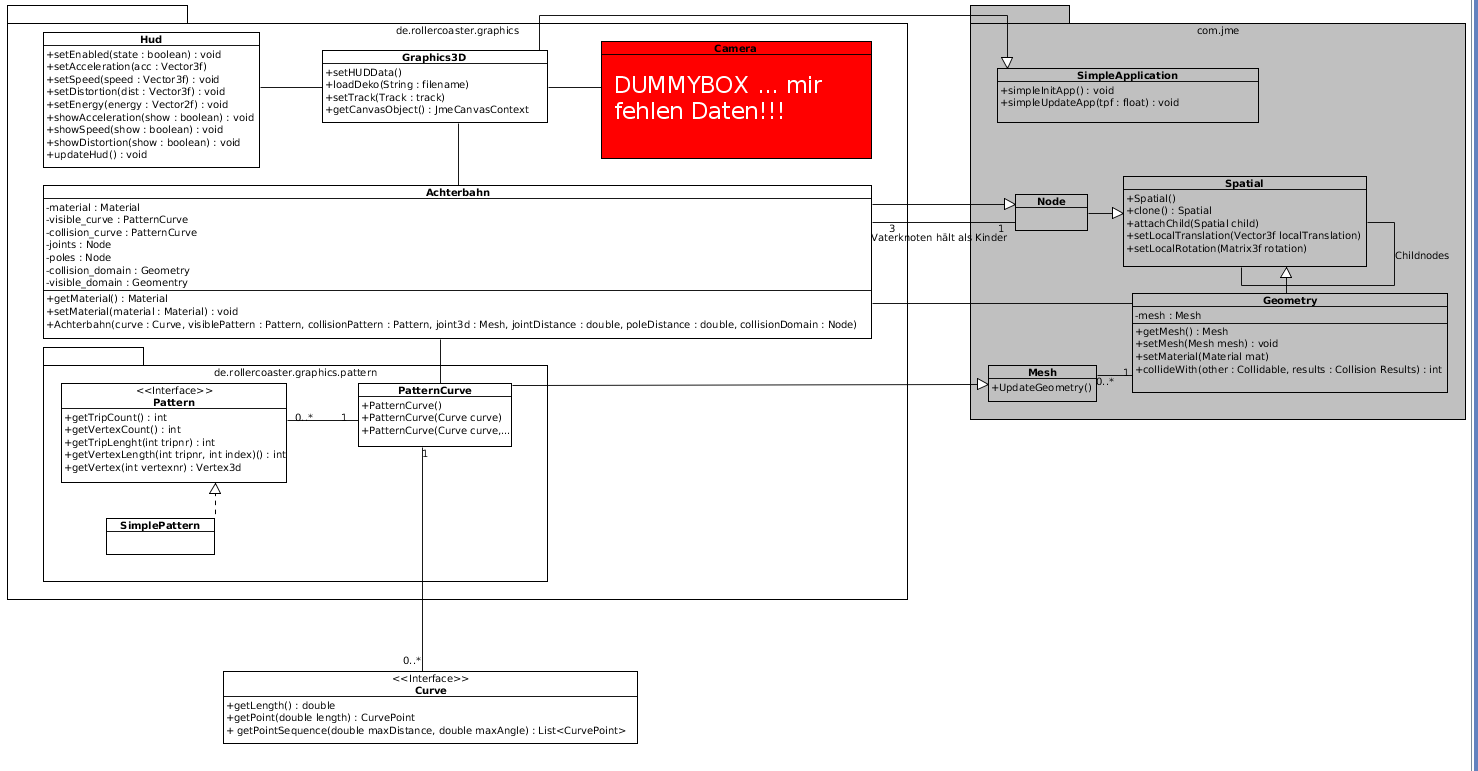 de.rollercoaster.graphics
Hud
+setEnabled(state : boolean) : void
+setAcceleration(acc : Vector3f)
+setSpeed(speed : Vector3f) : void
+setDistortion(dist : Vector3f) : void
+setEnergy(energy : Vector2f) : void
+showAcceleration(show : boolean) : void
+showSpeed(show : boolean) : void
+showDistortion(show : boolean) : void
+updateHud() : void
Graphics3D
+setHUDData()
+loadDeko(String : filename)
+setTrack(Track : track)
+getCanvasObject() : JmeCanvasContext
Camera
DUMMYBOX ... mir
fehlen Daten!!!
Achterbahn
-material : Material
-visible_curve : PatternCurve
-collision_curve : PatternCurve
-joints : Node
-poles : Node
-collision_domain : Geometry
-visible_domain : Geomentry
+getMaterial() : Material
+setMaterial(material : Material) : void
+Achterbahn(curve : Curve, visiblePattern : Pattern, collisionPattern : Pattern, joint3d : Mesh, jointDistance : double, poleDistance : double, collisionDomain : Node)
3
1
Vaterknoten hält als Kinder
de.rollercoaster.graphics.pattern
<<Interface>>
Pattern
+getTripCount() : int
+getVertexCount() : int
+getTripLenght(int tripnr) : int
+getVertexLength(int tripnr, int index)() : int
+getVertex(int vertexnr) : Vertex3d
0..*
1
PatternCurve
+PatternCurve()
+PatternCurve(Curve curve)
+PatternCurve(Curve curve,...
1
SimplePattern
0..*
<<Interface>>
Curve
+getLength() : double
+getPoint(double length) : CurvePoint
+ getPointSequence(double maxDistance, double maxAngle) : List<CurvePoint>
com.jme
SimpleApplication
+simpleInitApp() : void
+simpleUpdateApp(tpf : float) : void
Node
Spatial
+Spatial()
+clone() : Spatial
+attachChild(Spatial child)
+setLocalTranslation(Vector3f localTranslation)
+setLocalRotation(Matrix3f rotation)
Childnodes
Geometry
-mesh : Mesh
+getMesh() : Mesh
+setMesh(Mesh mesh) : void
+setMaterial(Material mat)
+collideWith(other : Collidable, results : Collision Results) : int
Mesh
+UpdateGeometry()
0..*
1